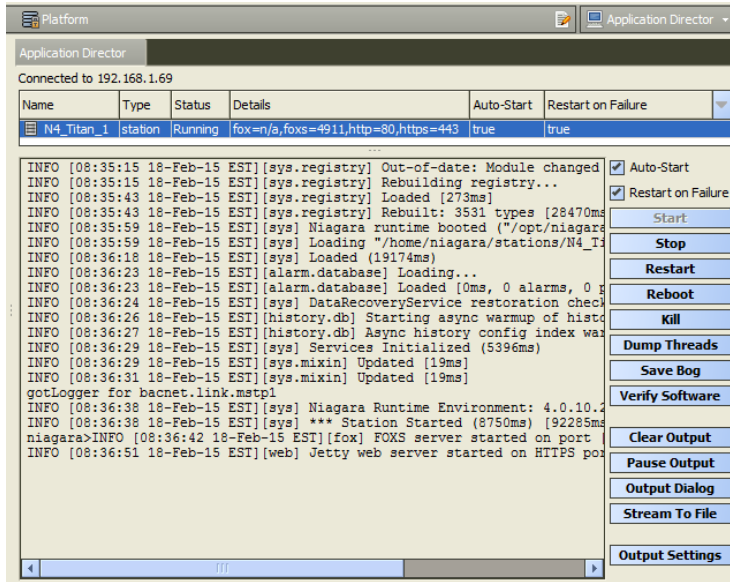 Platform
Application Director
Application Director
Connected to 192.168.1.69
Name Type Status Details Auto-Start Restart on Failure
N4_Titan_1 station Running fox=n/a,foxs=4911,http=80,https=443 true true
INFO [08:35:15 18-Feb-15 EST][sys.registry] Out-of-date: Module changed
INFO [08:35:15 18-Feb-15 EST][sys.registry] Rebuilding registry...
INFO [08:35:43 18-Feb-15 EST][sys.registry] Loaded [273ms]
INFO [08:35:43 18-Feb-15 EST][sys.registry] Rebuilt: 3531 types [28470ms
INFO [08:35:59 18-Feb-15 EST][sys] Niagara runtime booted ("/opt/niagara
INFO [08:35:59 18-Feb-15 EST][sys] Loading "/home/niagara/stations/N4_Ti
INFO [08:36:18 18-Feb-15 EST][sys] Loaded (19174ms)
INFO [08:36:23 18-Feb-15 EST][alarm.database] Loading...
INFO [08:36:23 18-Feb-15 EST][alarm.database] Loaded [0ms, 0 alarms, 0 p
INFO [08:36:24 18-Feb-15 EST][sys] DataRecoveryService restoration check
INFO [08:36:26 18-Feb-15 EST][history.db] Starting async warmup of histo
INFO [08:36:27 18-Feb-15 EST][history.db] Async history config index war
INFO [08:36:29 18-Feb-15 EST][sys] Services Initialized (5396ms)
INFO [08:36:29 18-Feb-15 EST][sys.mixin] Updated [19ms]
INFO [08:36:31 18-Feb-15 EST][sys.mixin] Updated [19ms]
gotLogger for bacnet.link.mstp1
INFO [08:36:38 18-Feb-15 EST][sys] Niagara Runtime Environment: 4.0.10.2
INFO [08:36:38 18-Feb-15 EST][sys] *** Station Started (8750ms) [92285ms
niagara>INFO [08:36:42 18-Feb-15 EST][fox] FOXS server started on port [
INFO [08:36:51 18-Feb-15 EST][web] Jetty web server started on HTTPS por
Auto-Start
Restart on Failure
Start
Stop
Restart
Reboot
Kill
Dump Threads
Save Bog
Verify Software
Clear Output
Pause Output
Output Dialog
Stream To File
Output Settings